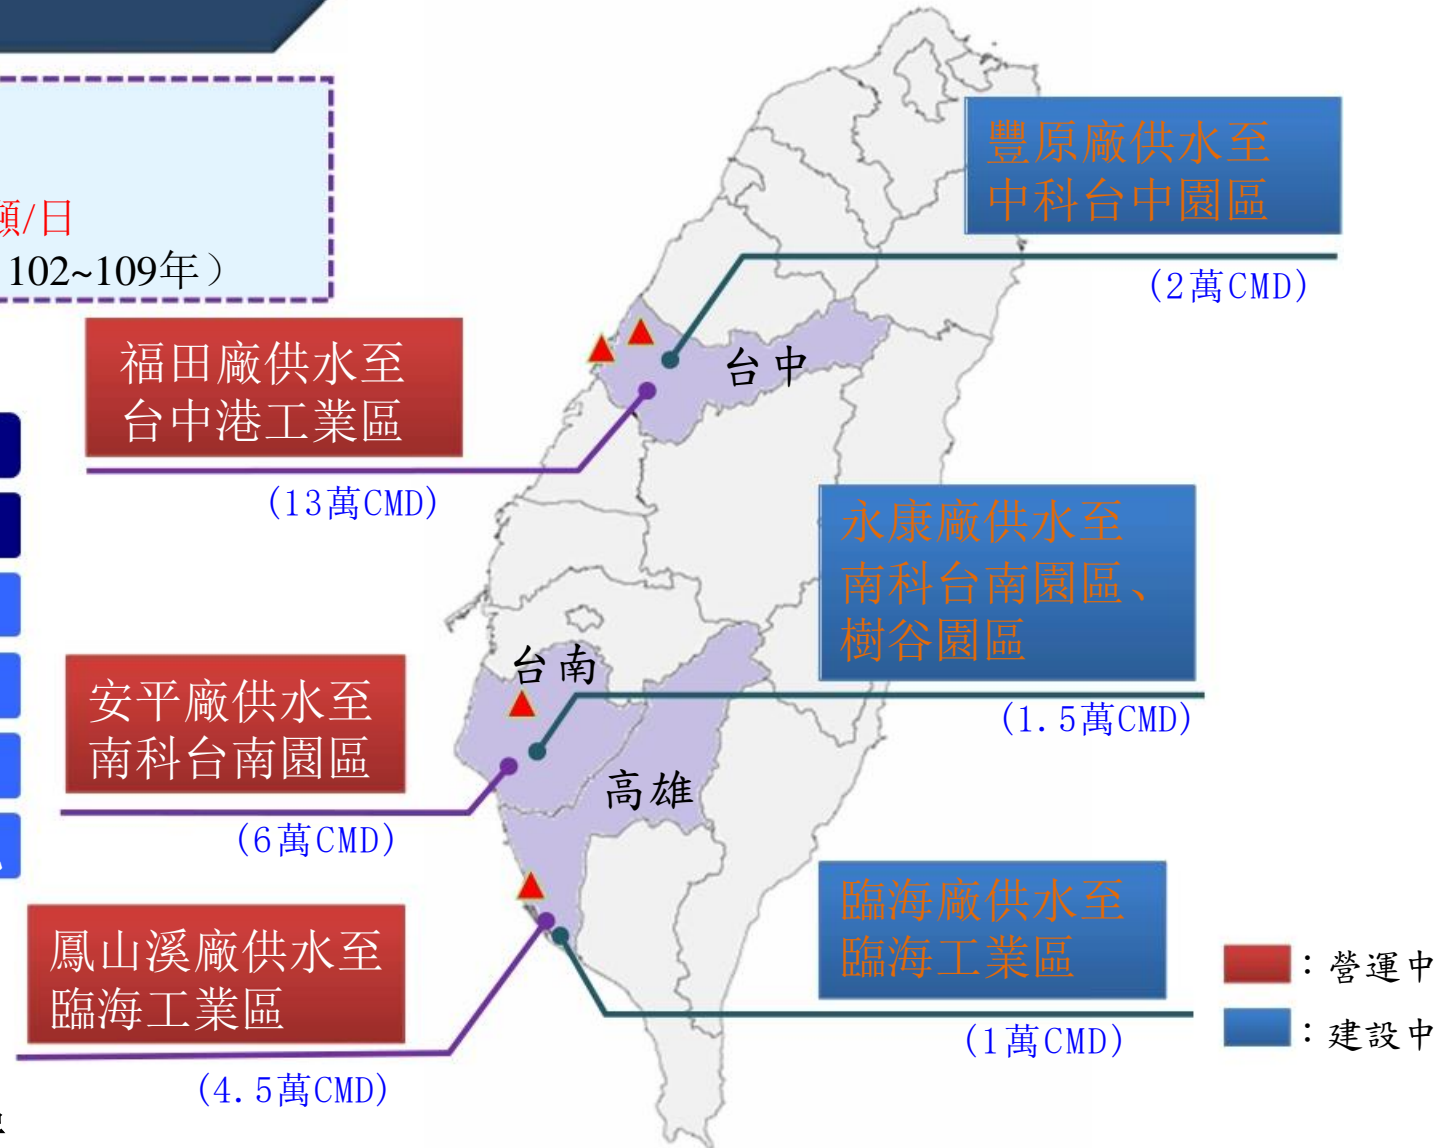 頓/日
102~109年）
豐原廠供水至
中科台中園區
(2萬CMD)
福田廠供水至
台中港工業區
(13萬CMD)
台中
永康廠供水至
南科台南園區、
樹谷園區
(1.5萬CMD)
台南
安平廠供水至
南科台南園區
(6萬CMD)
高雄
臨海廠供水至
臨海工業區
(1萬CMD)
鳳山溪廠供水至
臨海工業區
(4.5萬CMD)
：營運中
：建設中